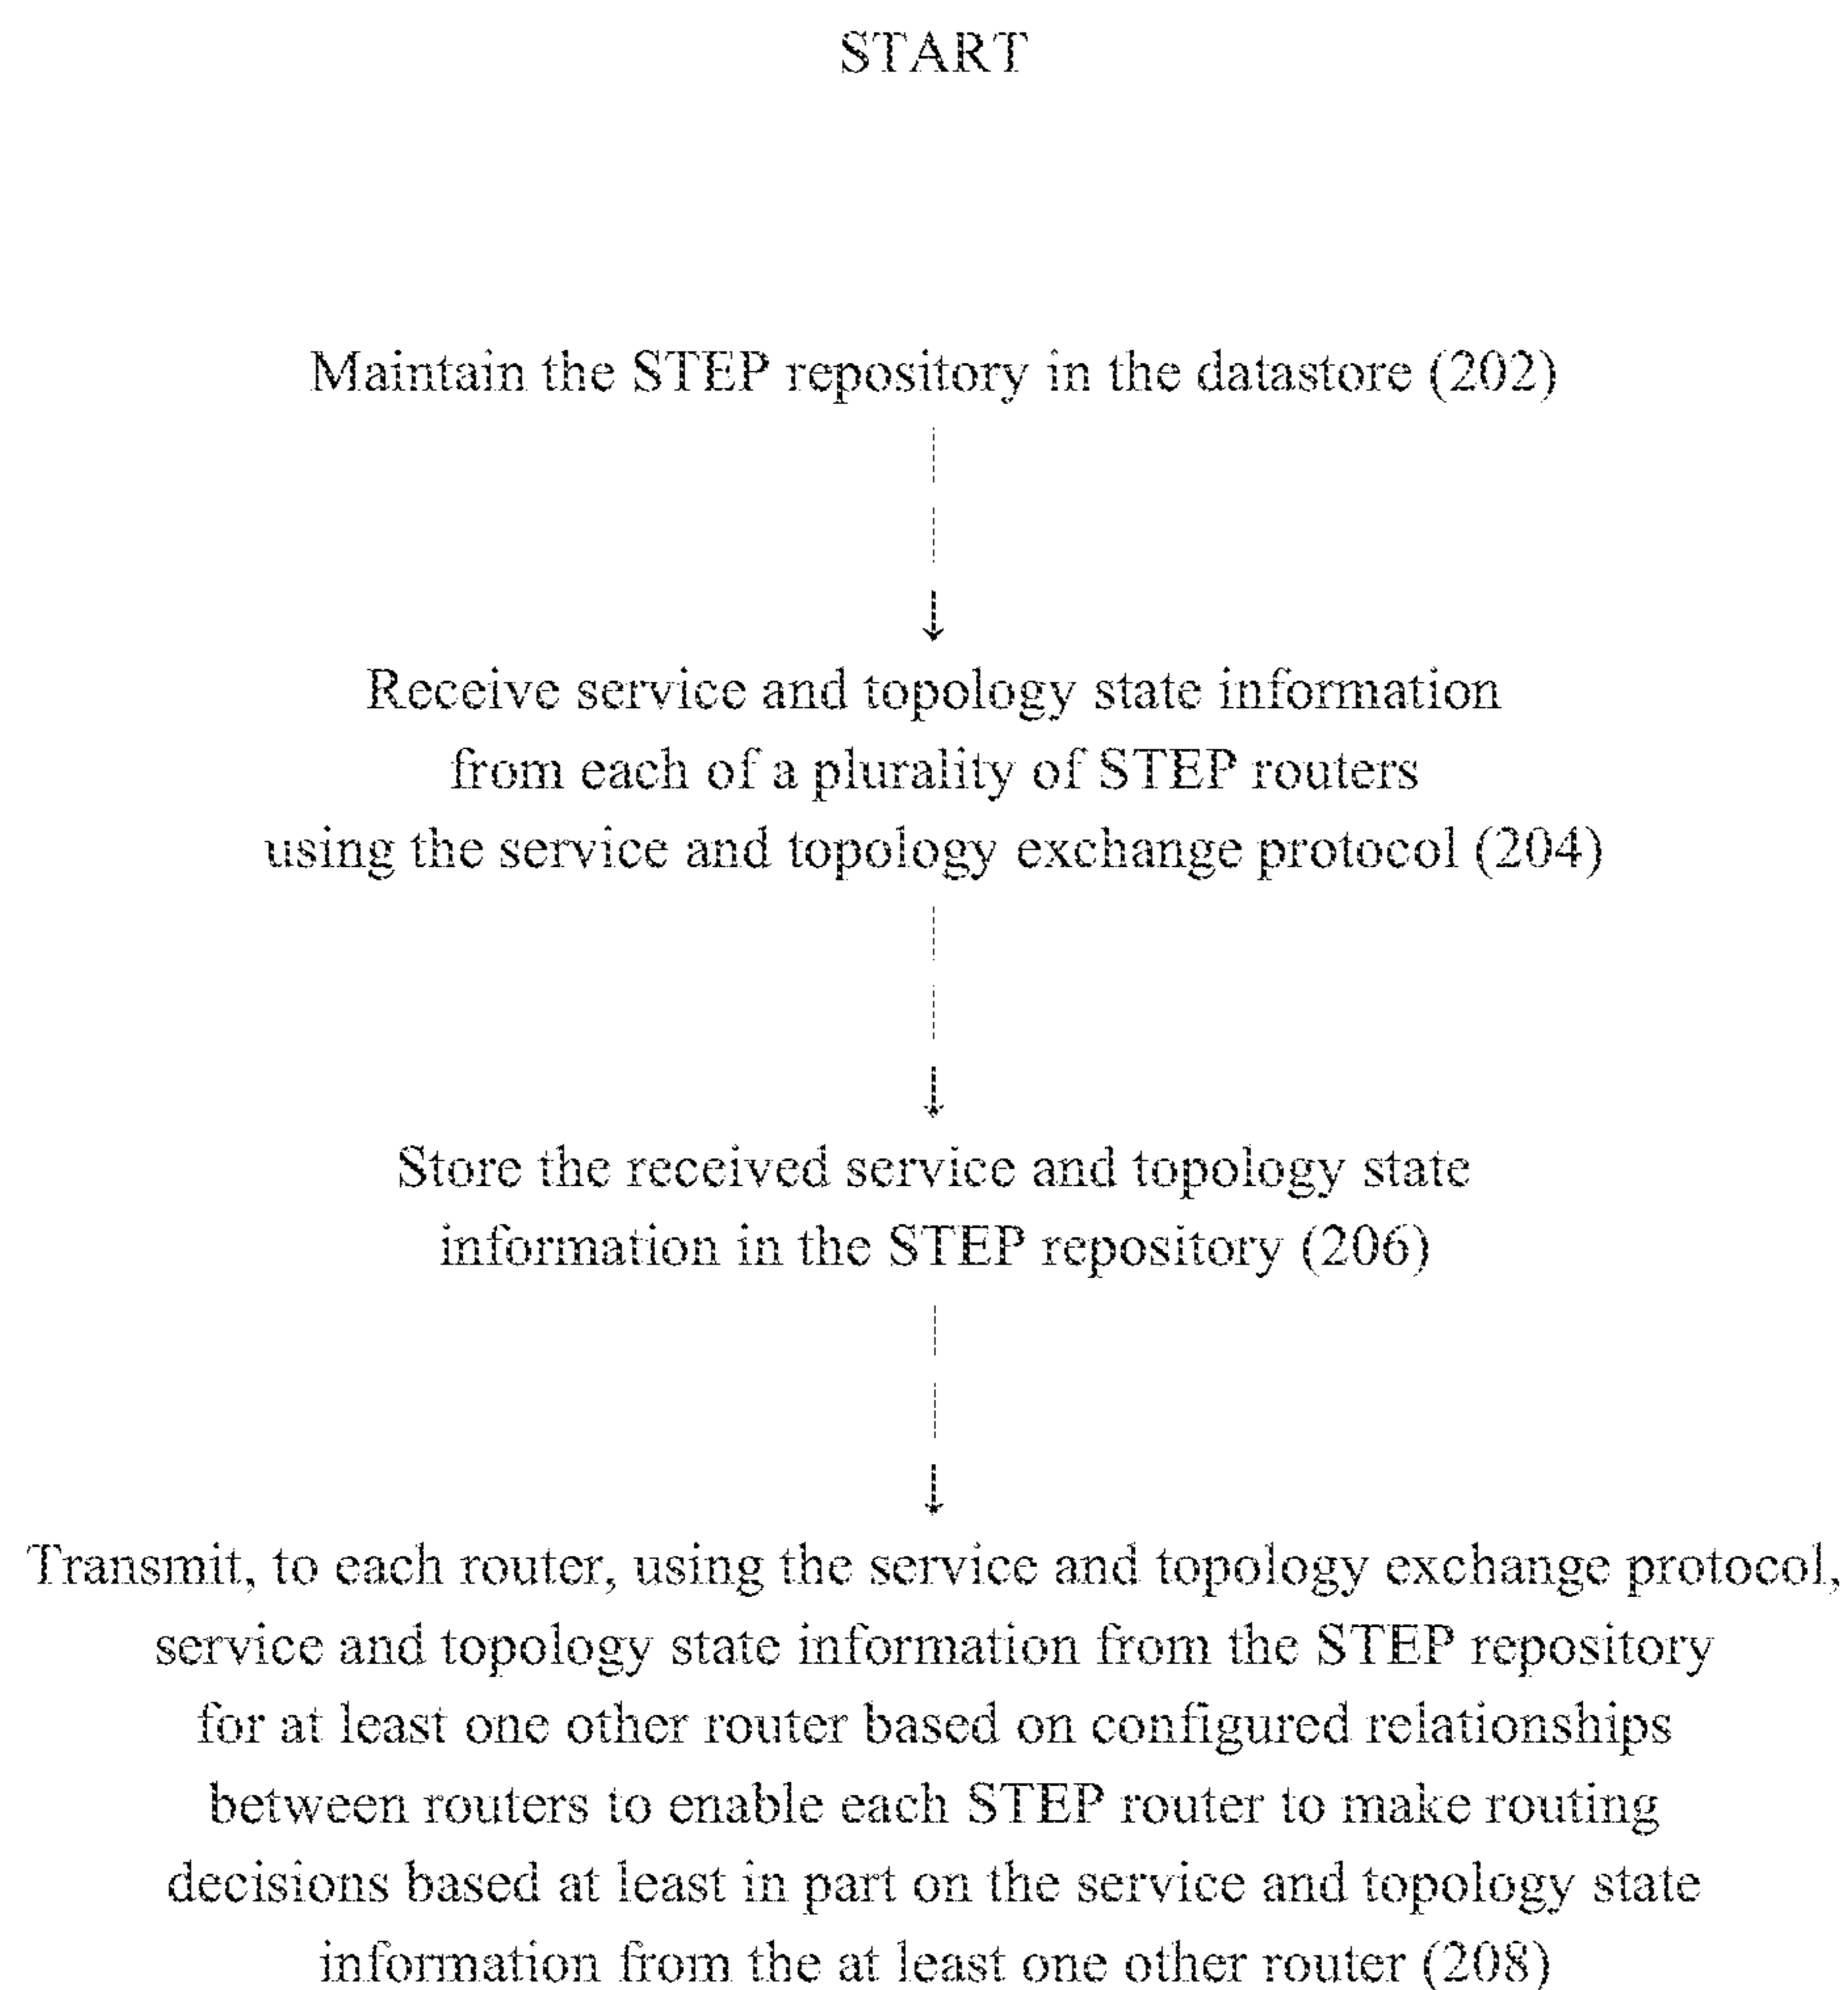 START
Maintain the STEP repository in the datastore (202)
Receive service and topology state information
from each of a plurality of STEP routers
using the service and topology exchange protocol (204)
Store the received service and topology state
information in the STEP repository (206)
Transmit, to each router, using the service and topology exchange protocol,
service and topology state information from the STEP repository
for at least one other router based on configured relationships
between routers to enable each STEP router to make routing
decisions based at least in part on the service and topology state
information from the at least one other router (208)